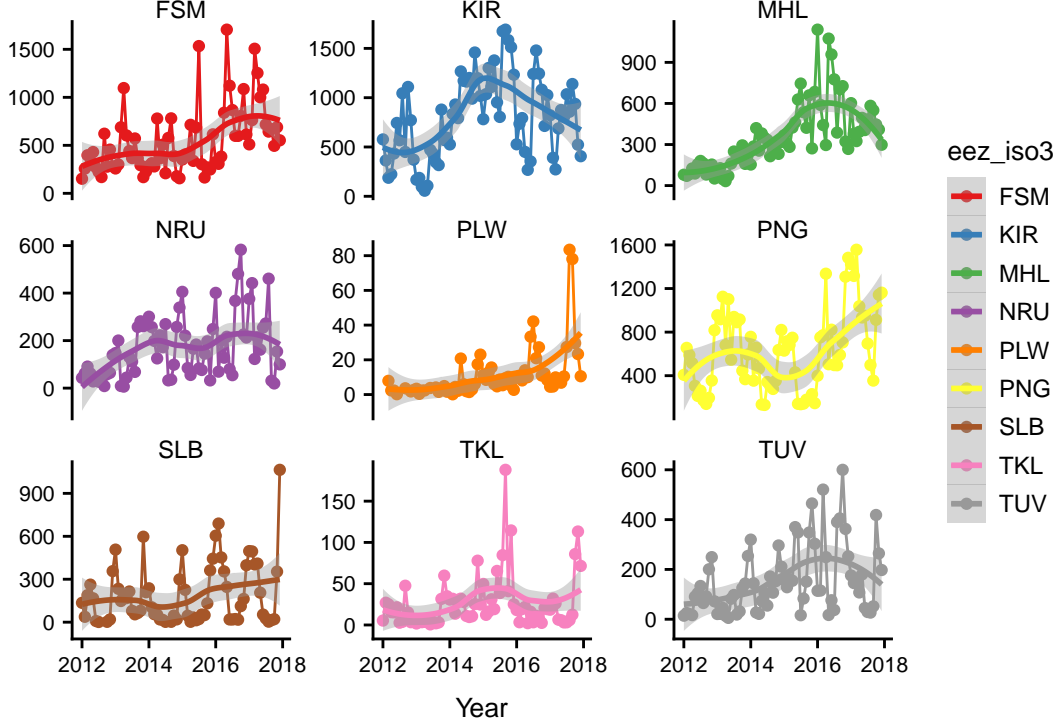 FSM KIR MHL
1500 1500 900
1000 1000 600
500 500 300
0 0 0
NRU PLW PNG
600 80 1600
400 60 1200
200 40 800
0 20 400
0
SLB TKL TUV
900 150 600
600 100 400
300 50 200
0 0 0
2012 2014 2016 2018 2012 2014 2016 2018 2012 2014 2016 2018
Year
eez_iso3
FSM
KIR
MHL
NRU
PLW
PNG
SLB
TKL
TUV